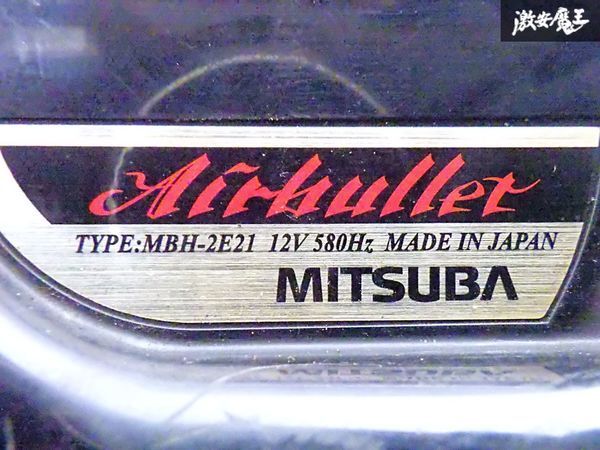 激安魔王
Airbullet
TYPE:MBH-2E21 12V 580Hz MADE IN JAPAN
MITSUBA